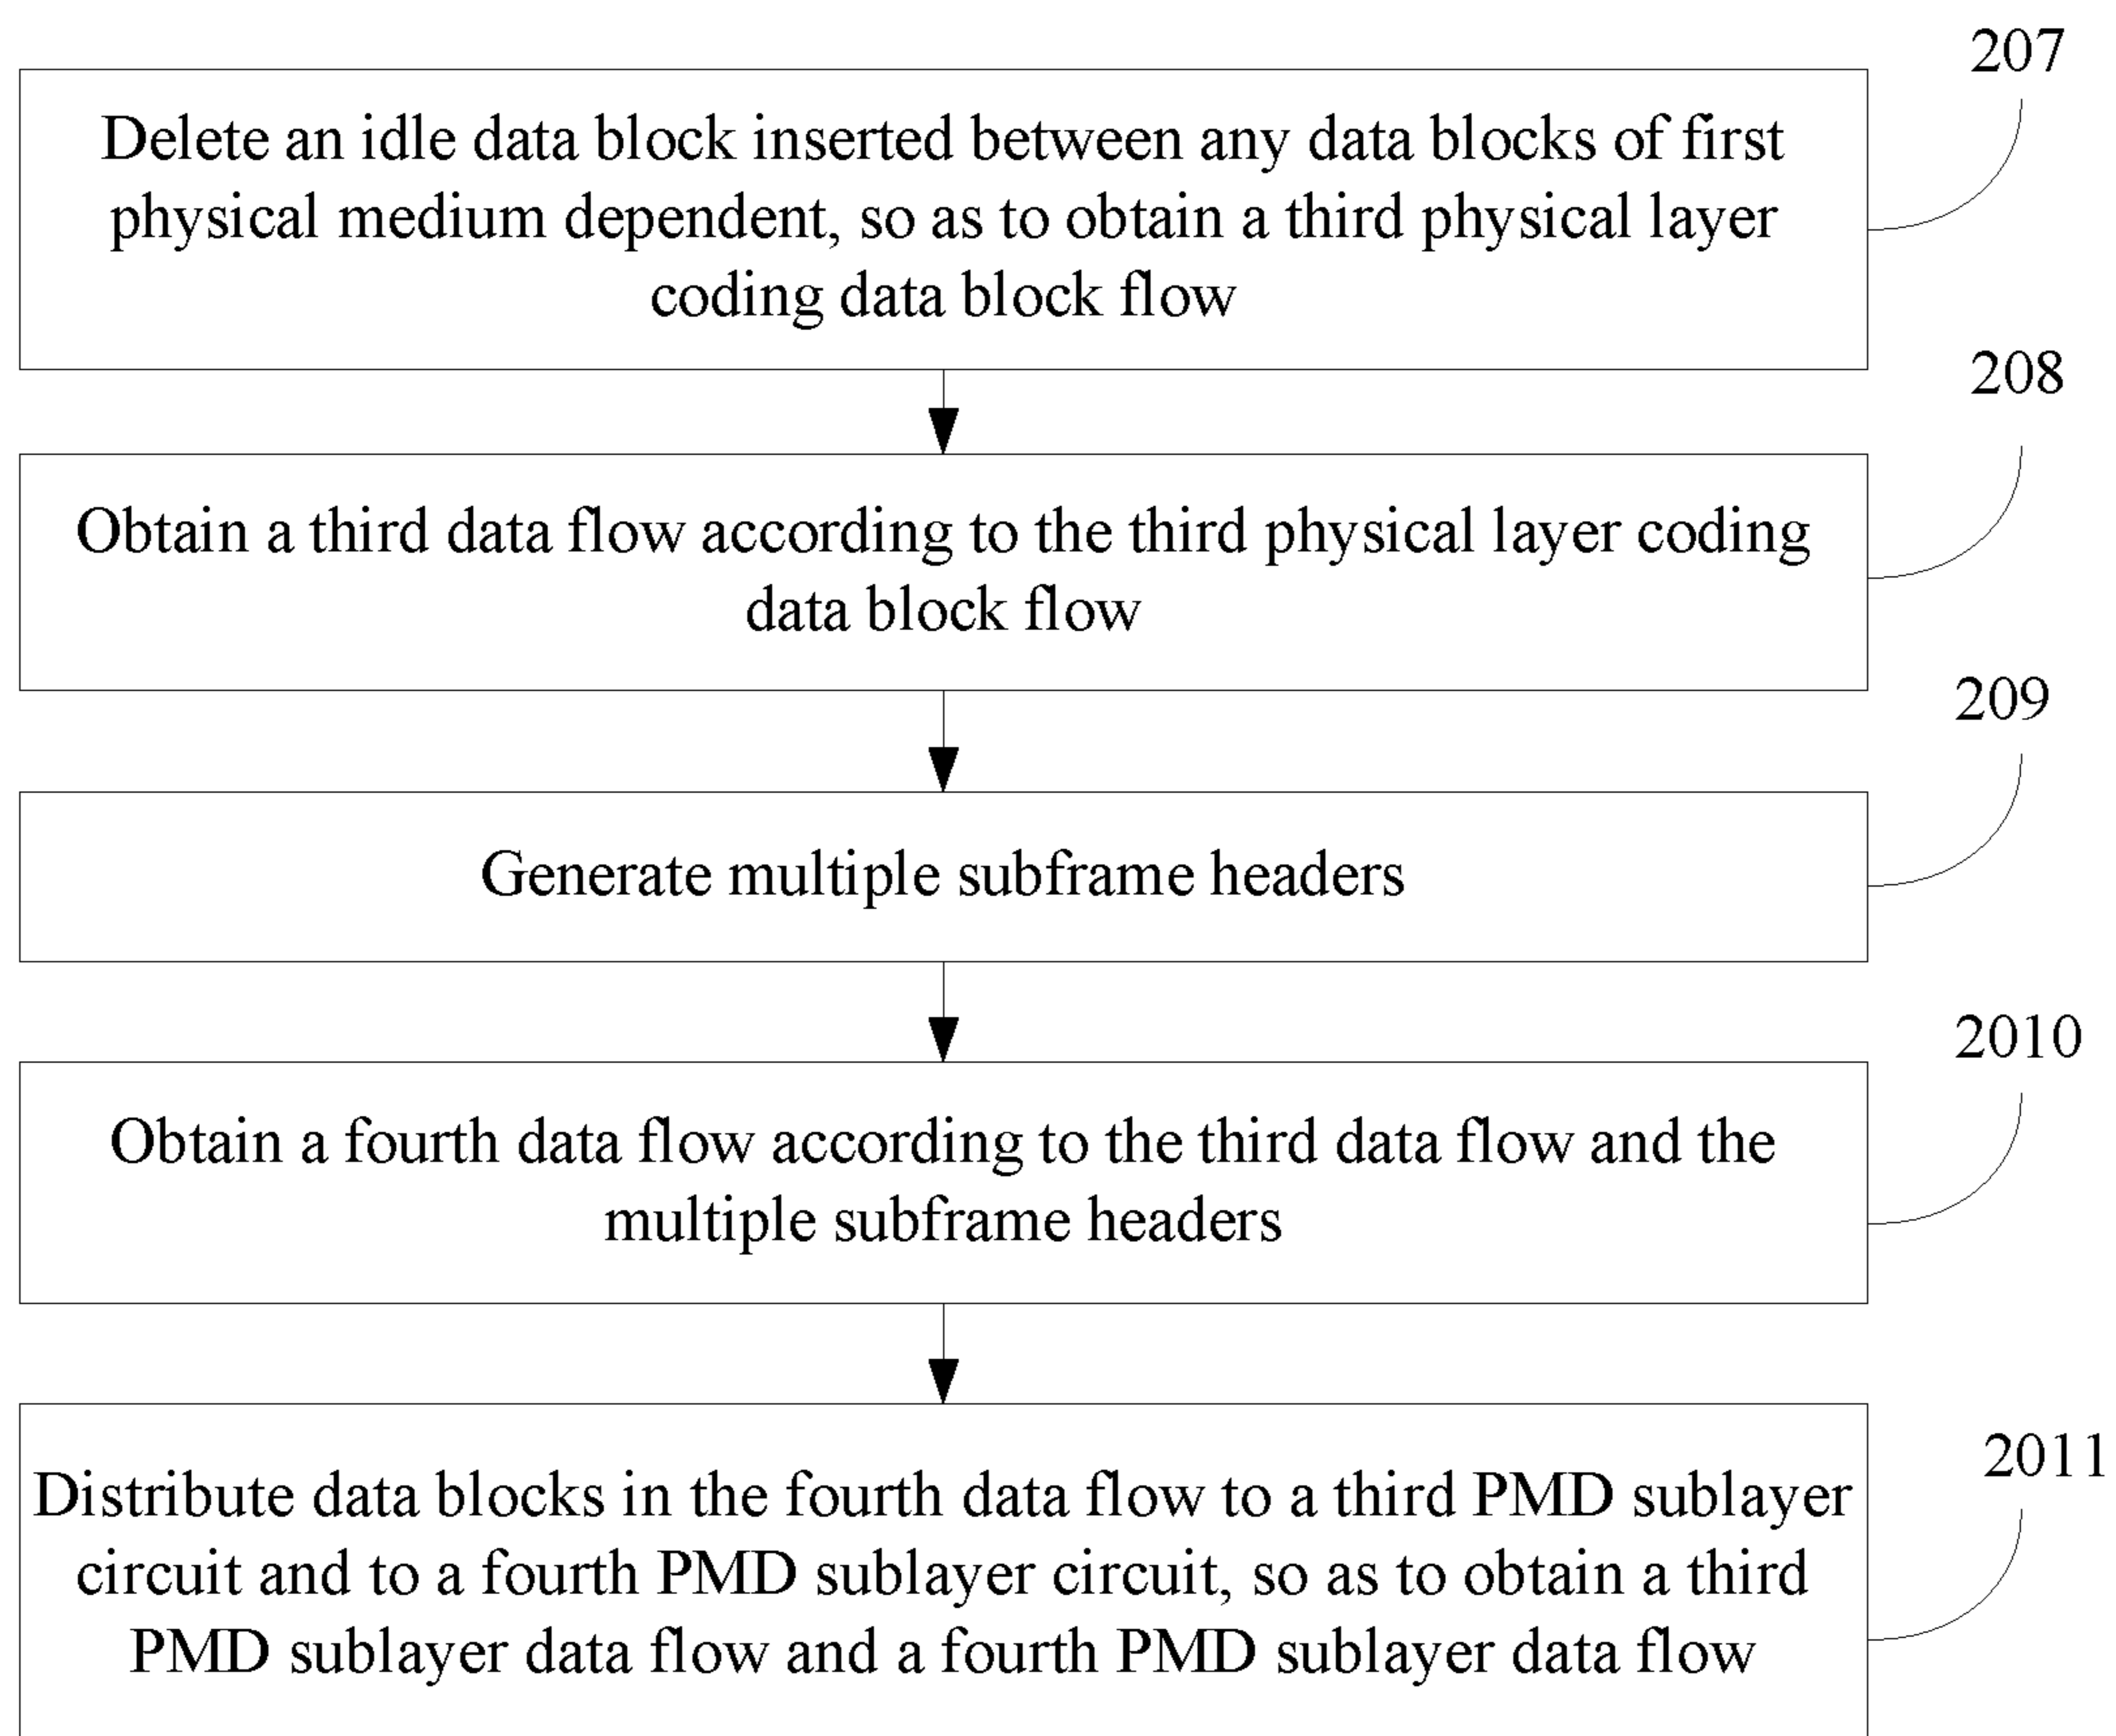 207
Delete an idle data block inserted between any data blocks of first
physical medium dependent, so as to obtain a third physical layer
coding data block flow
208
Obtain a third data flow according to the third physical layer coding
data block flow
209
Generate multiple subframe headers
2010
Obtain a fourth data flow according to the third data flow and the
multiple subframe headers
2011
Distribute data blocks in the fourth data flow to a third PMD sublayer
circuit and to a fourth PMD sublayer circuit, so as to obtain a third
PMD sublayer data flow and a fourth PMD sublayer data flow